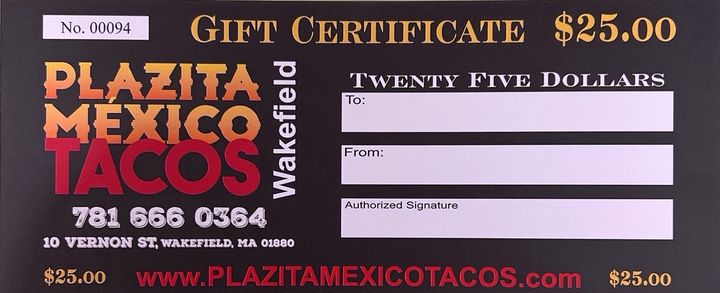 No. 00094
GIFT CERTIFICATE $25.00
PLAZITA
MÉXICO
TACOS
Wakefield
781 666 0364
10 VERNON ST, WAKEFIELD, MA 01880
TWENTY FIVE DOLLARS
To:
From:
Authorized Signature
$25.00 www.PLAZITAMEXICOTACOS.com $25.00